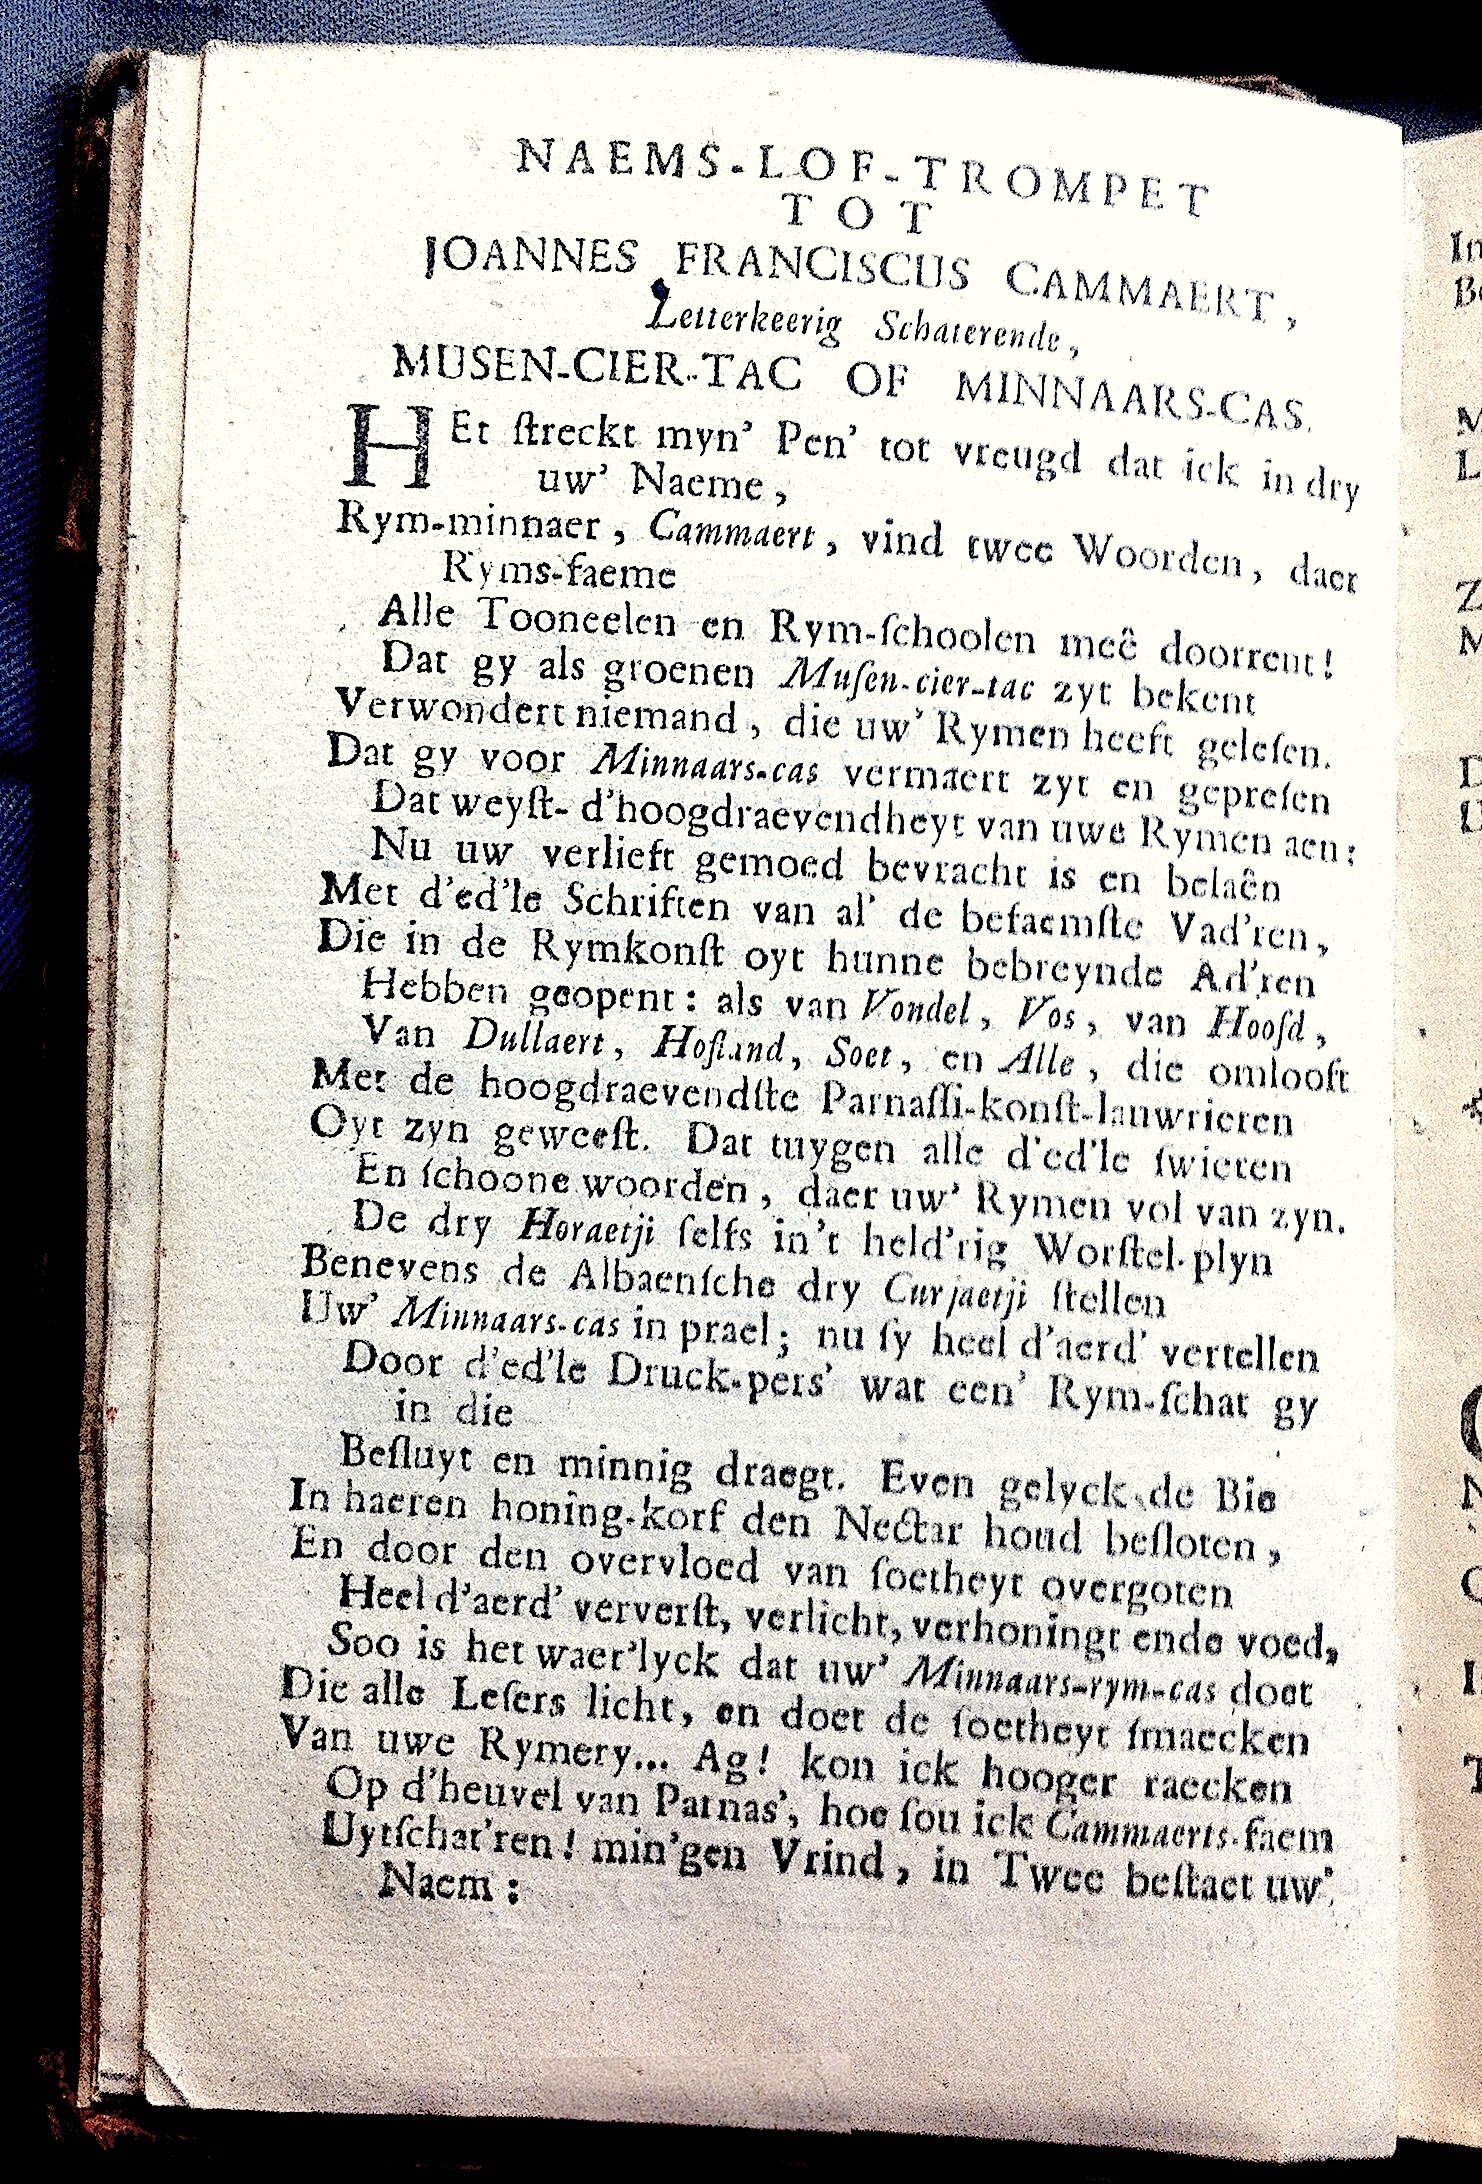 NAEMS-LOF-TROMPET
TOT
JOANNES FRANCISCUS CAMMAERT,
Letterkeerig Schaterende,
MUSEN-CIER-TAC OF MINNAARS-CAS.
HEt ſtreckt myn' Pen' tot vreugd dat ick in dry
uw' Naeme,
Rym-minnaer, Cammaert, vind twee Woorden, daer
Ryms-faeme
Alle Tooneelen en Rym-ſchoolen meê doorrent!
Dat gy als groenen Muſen-cier-tac zyt bekent
Verwondert niemand, die uw' Rymen heeft geleſen.
Dat gy voor Minnaars-cas vermaert zyt en gepreſen
Dat weyſt- d'hoogdraevendheyt van uwe Rymen aen:
Nu uw verlieft gemoed bevracht is en belaên
Met d'ed'le Schriften van al' de befaemſte Vad'ren,
Die in de Rymkonſt oyt hunne bebreynde Ad'ren
Hebben geopent: als van Vondel, Vos, van Hoofd,
Van Dullaert, Hofland, Soet, en Alle, die omlooft
Met de hoogdraevendſte Parnaſſi-konſt-lauwrieren
Oyt zyn geweeſt. Dat tuygen alle d'ed'le ſwieren
En ſchoone woorden, daer uw' Rymen vol van zyn.
De dry Horaetji ſelfs in't held'rig Worſtel-plyn
Benevens de Albaenſche dry Curjaetji ſtellen
Uw' Minnaars-cas in prael; nu ſy heel d'aerd' vertellen
Door d'ed'le Druck-pers' wat een' Rym-ſchat gy
in die
Beſluyt en minnig draegt. Even gelyck de Bie
In haeren honing-korf den Nectar houd beſloten,
En door den overvloed van ſoetheyt overgoten
Heel d'aerd' ververſt, verlicht, verhoningt ende voed,
Soo is het waer'lyck dat uw' Minnaars-rym-cas doet
Die alle Leſers licht, en doet de ſoetheyt ſmaecken
Van uwe Rymery... Ag! kon ick hooger raecken
Op d'heuvel van Parnas', hoe ſou ick Cammaerts-faem
Uytſchat'ren! min'gen Vrind, in Twee beſtaet uw'
Naem: